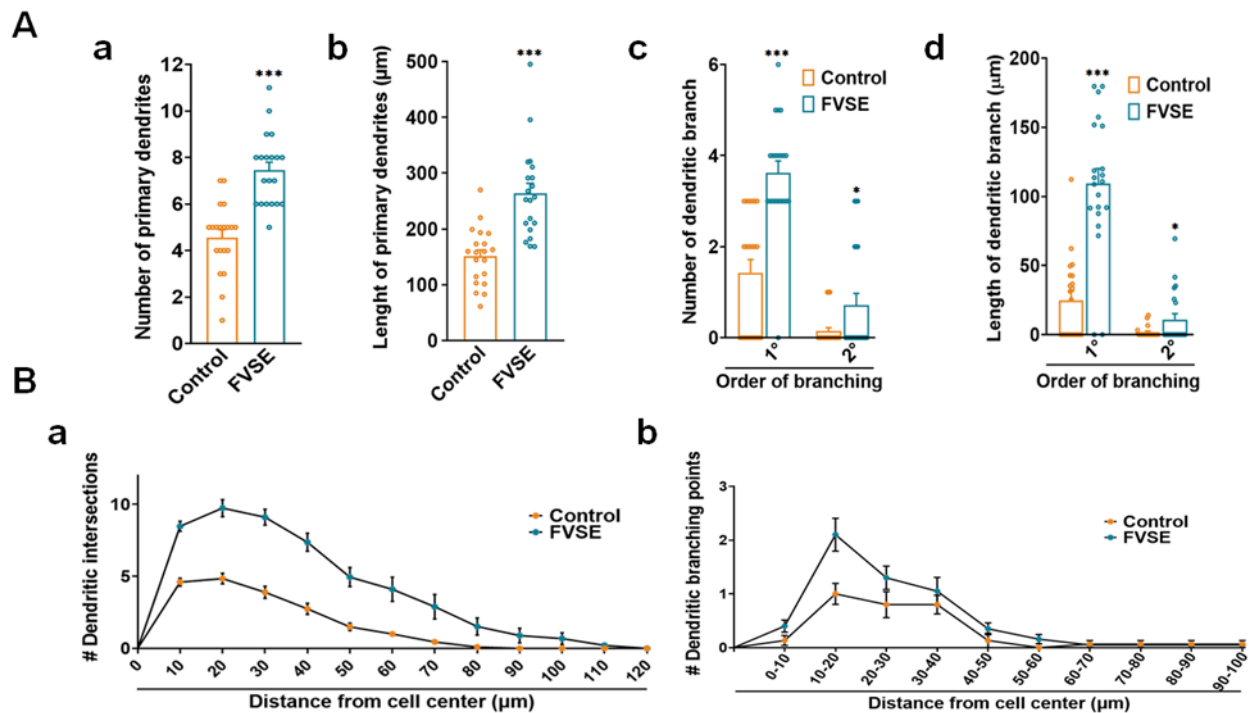 A
a
Number of primary dendrites
12
10
8
6
4
2
0
***
Control
FVSE
b
Lenght of primary dendrites (µm)
500
400
300
200
100
0
***
Control
FVSE
c
Number of dendritic branch
6
4
2
0
***
*
Control
FVSE
1°
2°
Order of branching
d
Length of dendritic branch (µm)
200
150
100
50
0
***
*
Control
FVSE
1°
2°
Order of branching
B
a
# Dendritic intersections
10
5
0
Control
FVSE
0 10 20 30 40 50 60 70 80 90 100 110 120
Distance from cell center (µm)
b
# Dendritic branching points
3
2
1
0
Control
FVSE
0-10 10-20 20-30 30-40 40-50 50-60 60-70 70-80 80-90 90-100
Distance from cell center (µm)